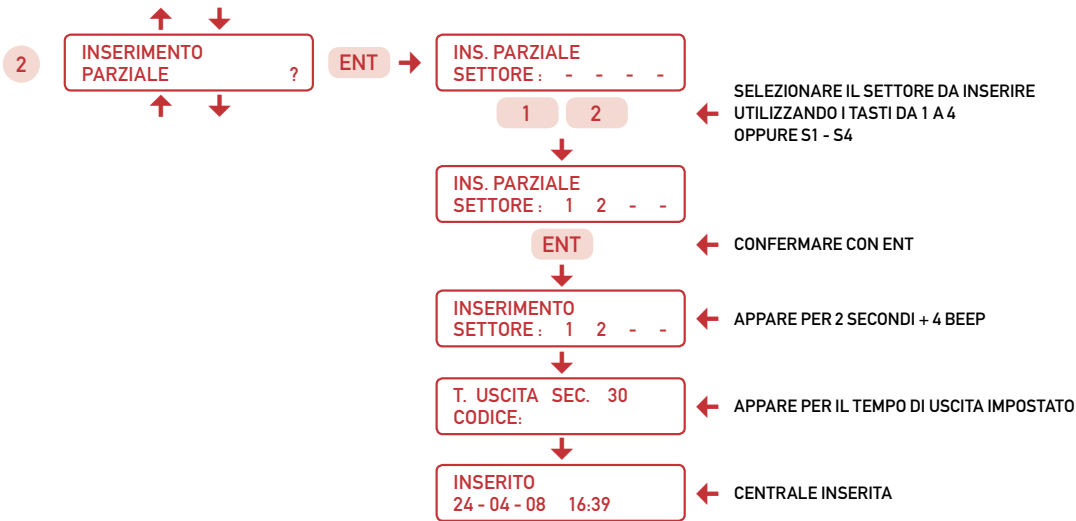 2
INSERIMENTO
PARZIALE ?
ENT
INS. PARZIALE
SETTORE : - - - -
1 2
SELEZIONARE IL SETTORE DA INSERIRE
UTILIZZANDO I TASTI DA 1 A 4
OPPURE S1 - S4
INS. PARZIALE
SETTORE : 1 2 - -
ENT
CONFERMARE CON ENT
INSERIMENTO
SETTORE : 1 2 - -
APPARE PER 2 SECONDI + 4 BEEP
T. USCITA SEC. 30
CODICE:
APPARE PER IL TEMPO DI USCITA IMPOSTATO
INSERITO
24 - 04 - 08 16:39
CENTRALE INSERITA